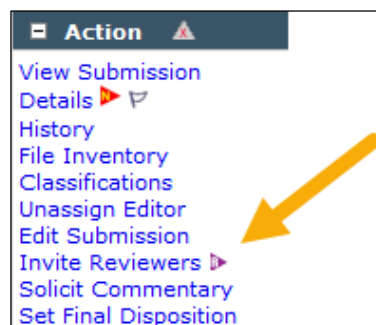 Action
View Submission
Details
History
File Inventory
Classifications
Unassign Editor
Edit Submission
Invite Reviewers
Solicit Commentary
Set Final Disposition